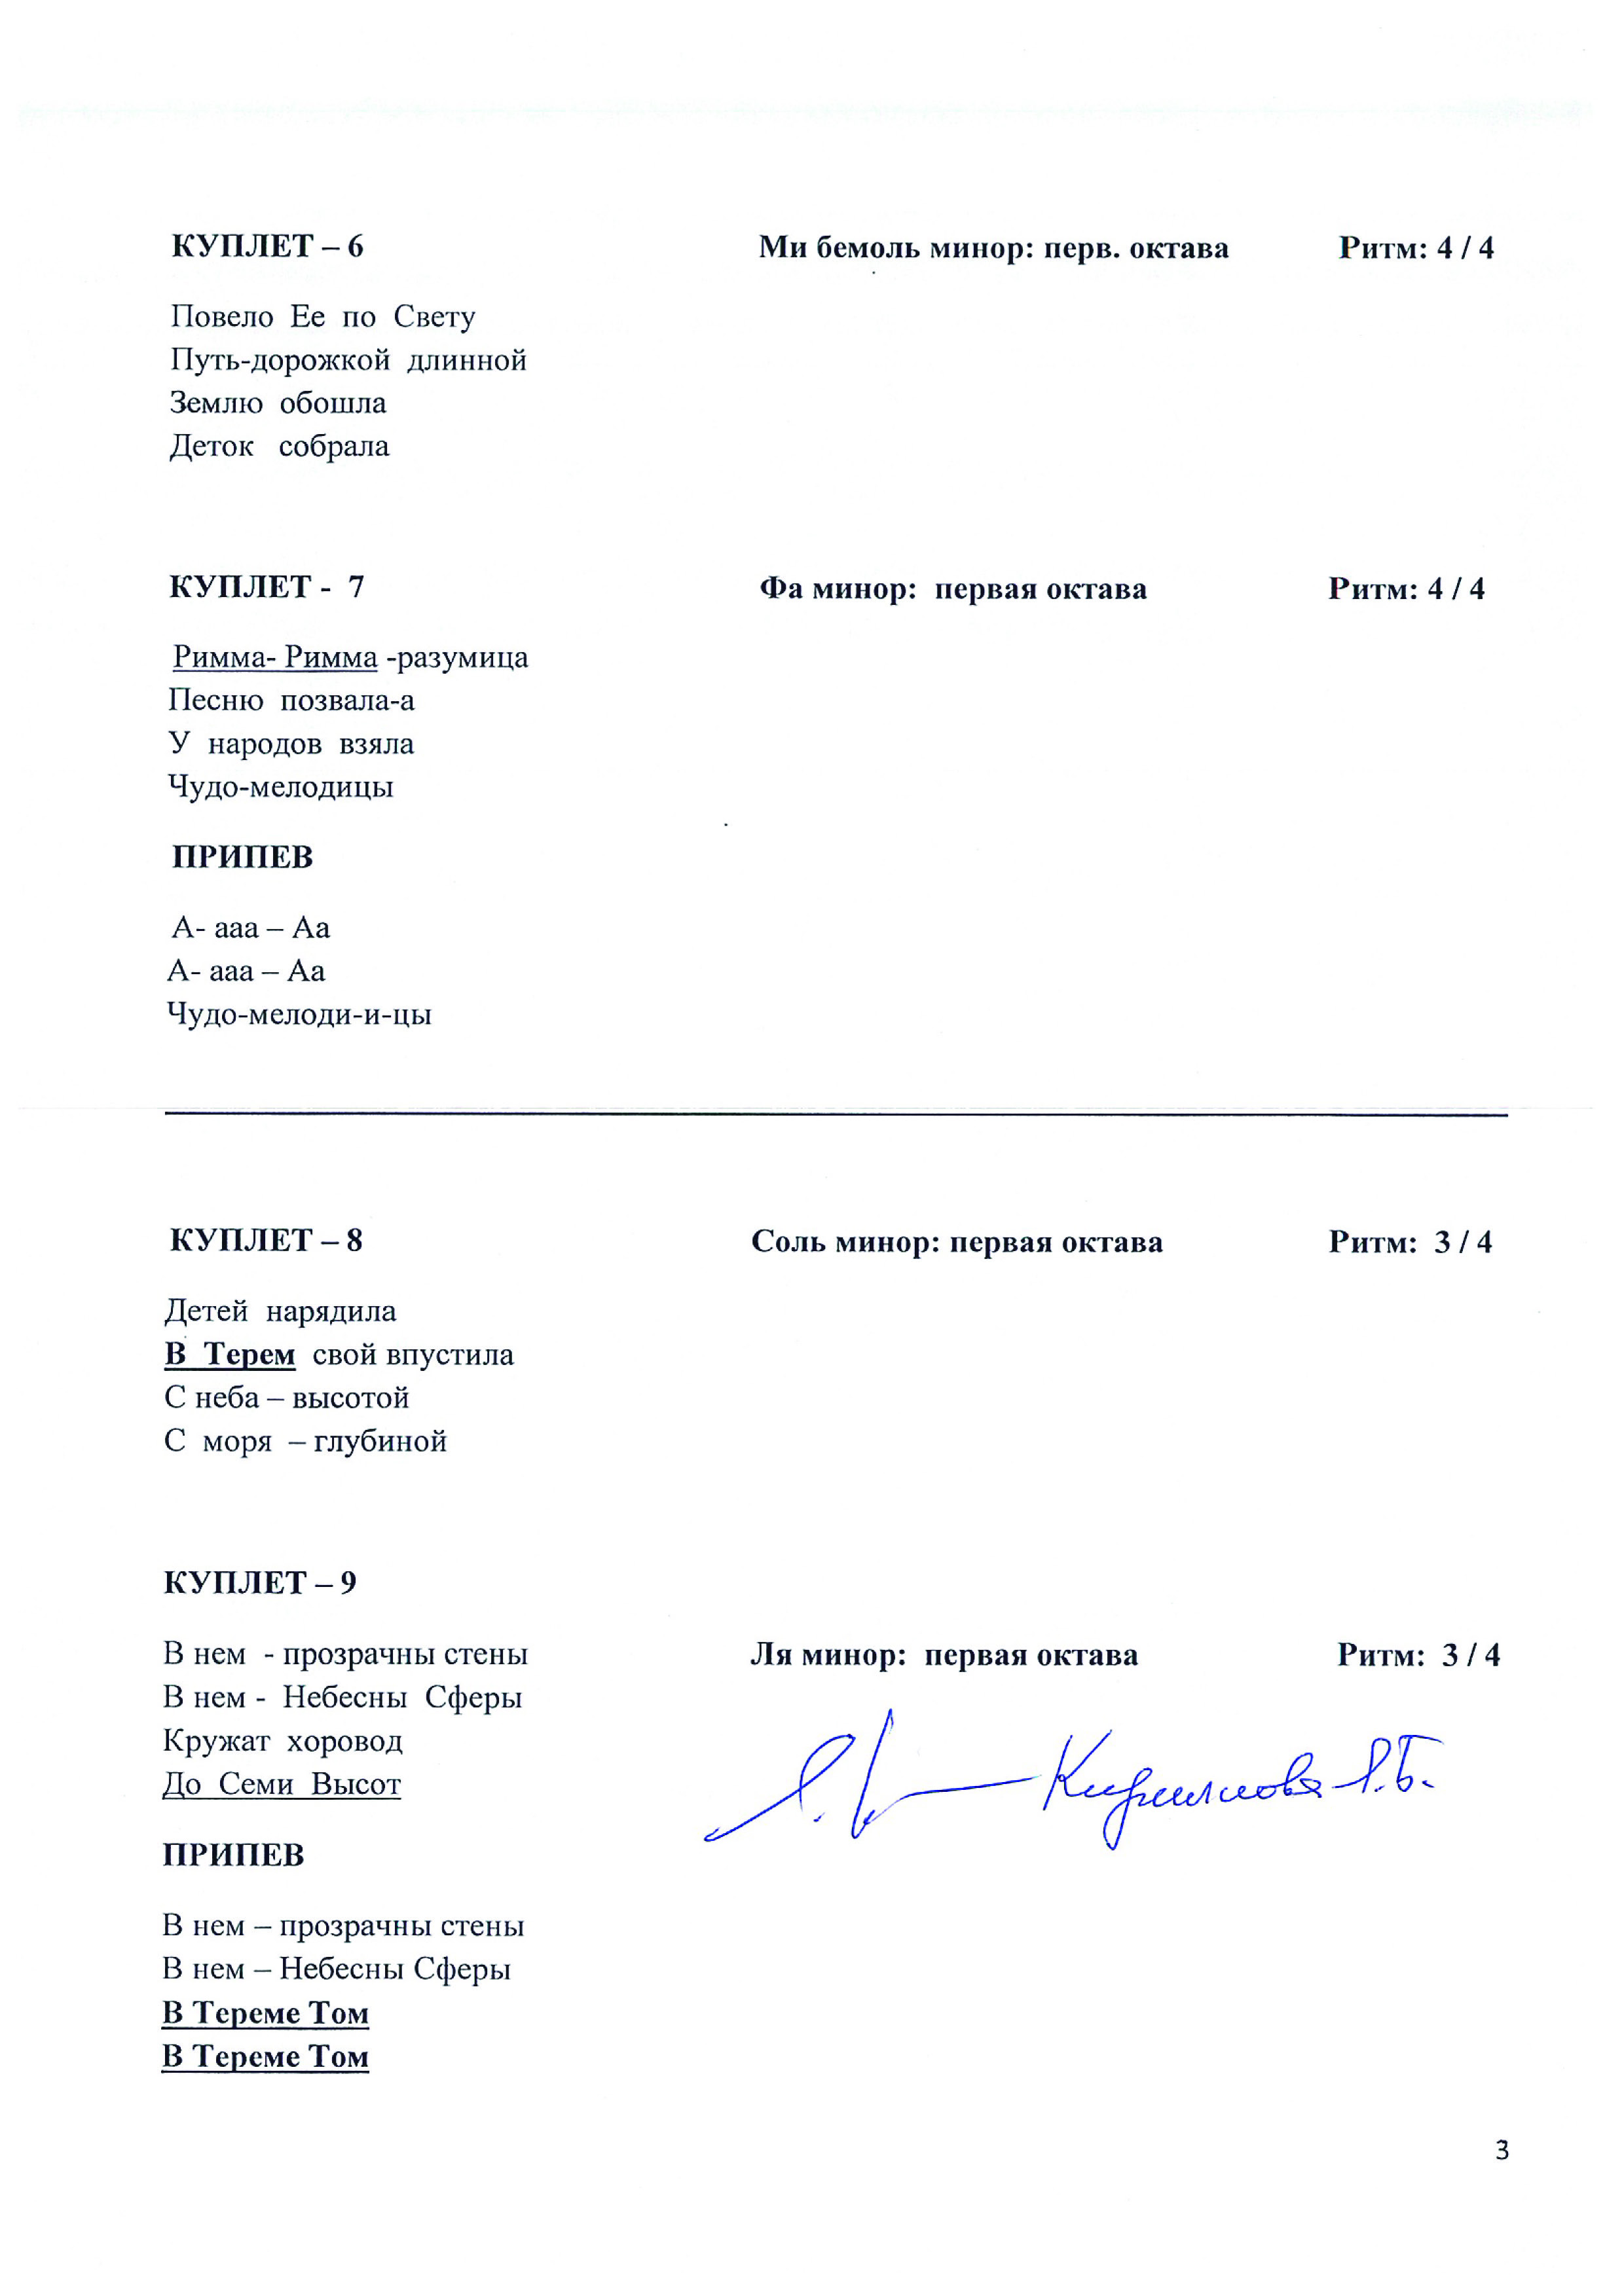 КУПЛЕТ – 6 Ми бемоль минор: перв. октава Ритм: 4 / 4
Повело Ее по Свету
Путь-дорожкой длинной
Землю обошла
Деток собрала
КУПЛЕТ - 7 Фа минор: первая октава Ритм: 4 / 4
Римма- Римма -разумица
Песню позвала-а
У народов взяла
Чудо-мелодицы
ПРИПЕВ
А- ааа – Аа
А- ааа – Аа
Чудо-мелоди-и-цы
КУПЛЕТ – 8 Соль минор: первая октава Ритм: 3 / 4
Детей нарядила
В Терем свой впустила
С неба – высотой
С моря – глубиной
КУПЛЕТ – 9
В нем - прозрачны стены Ля минор: первая октава Ритм: 3 / 4
В нем - Небесны Сферы
Кружат хоровод
До Семи Высот
ПРИПЕВ
В нем – прозрачны стены
В нем – Небесны Сферы
В Тереме Том
В Тереме Том
3